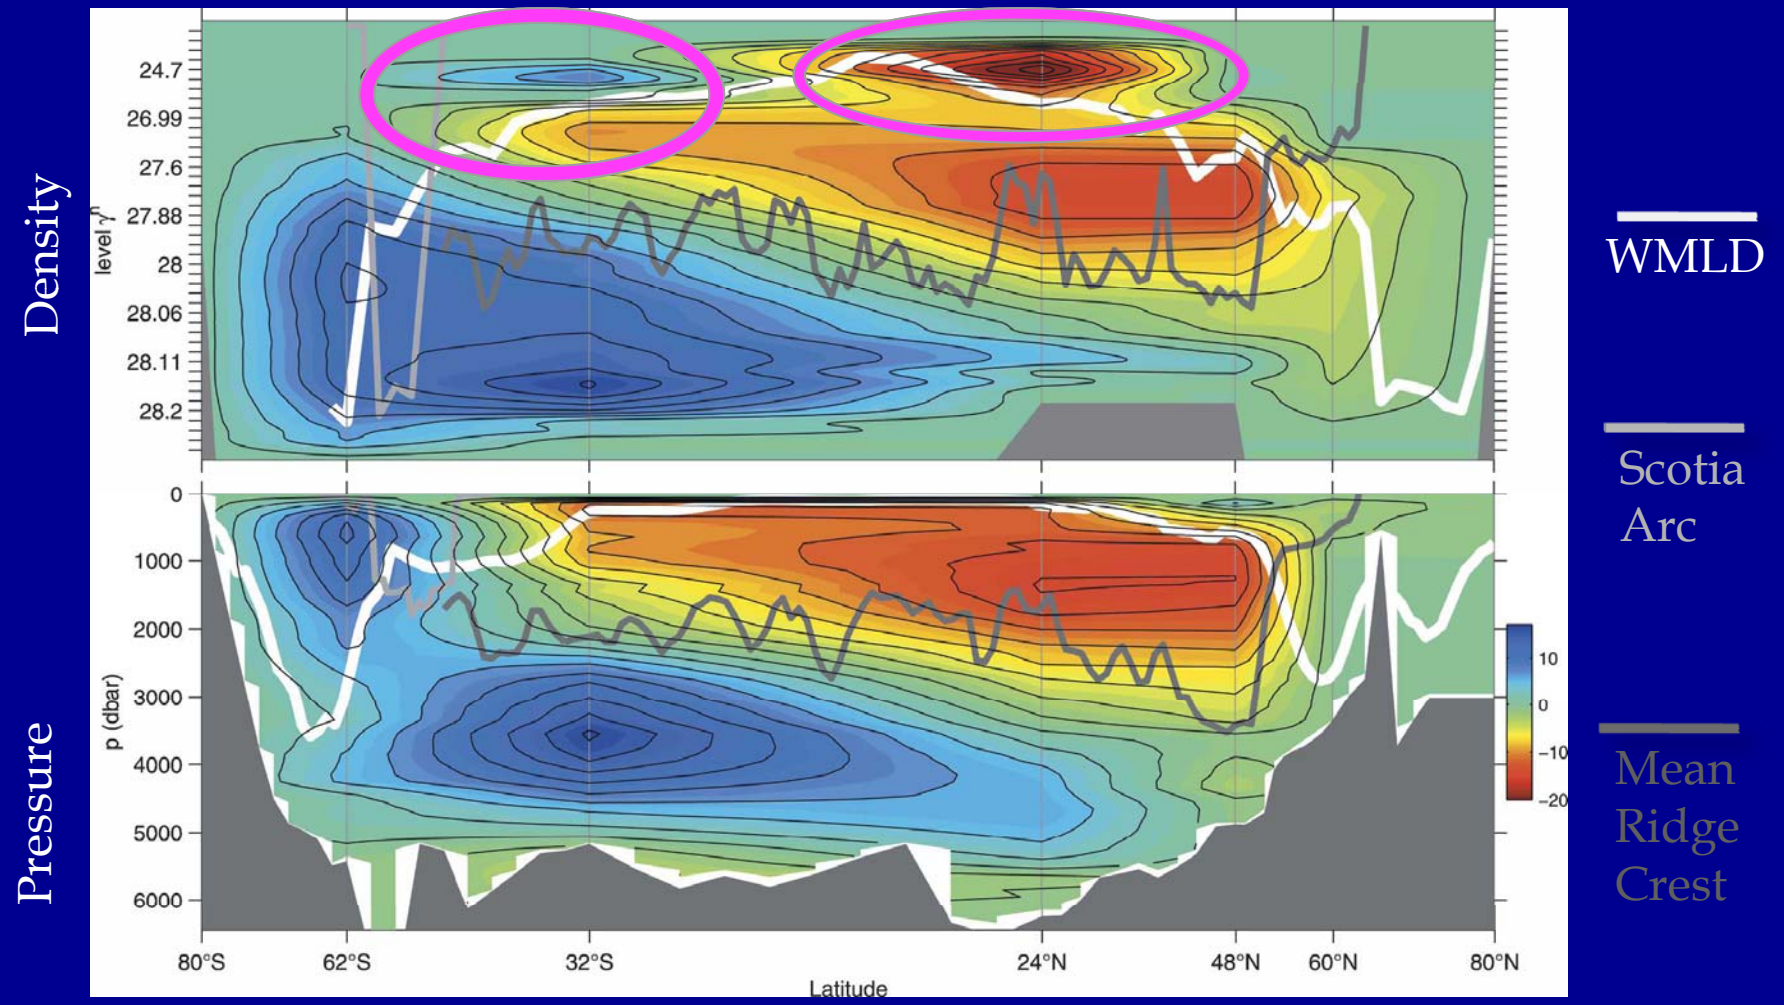 Density
level γⁿ
24.7
26.99
27.6
27.88
28
28.06
28.11
28.2
WMLD
Scotia
Arc
Mean
Ridge
Crest
Pressure
p (dbar)
0
1000
2000
3000
4000
5000
6000
10
0
−10
−20
80°S
62°S
32°S
24°N
48°N
60°N
80°N
Latitude